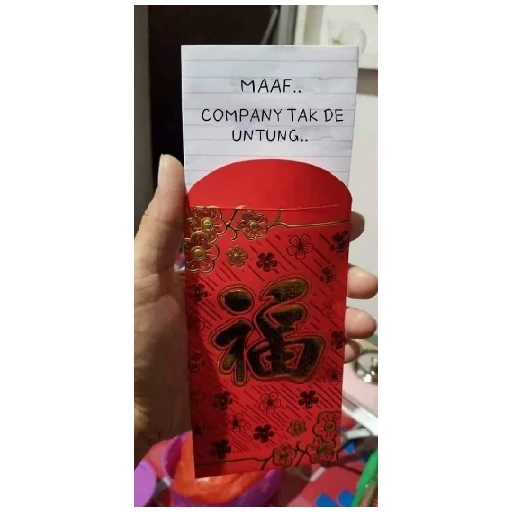 MAAF..
COMPANY TAK DE
UNTUNG..
福